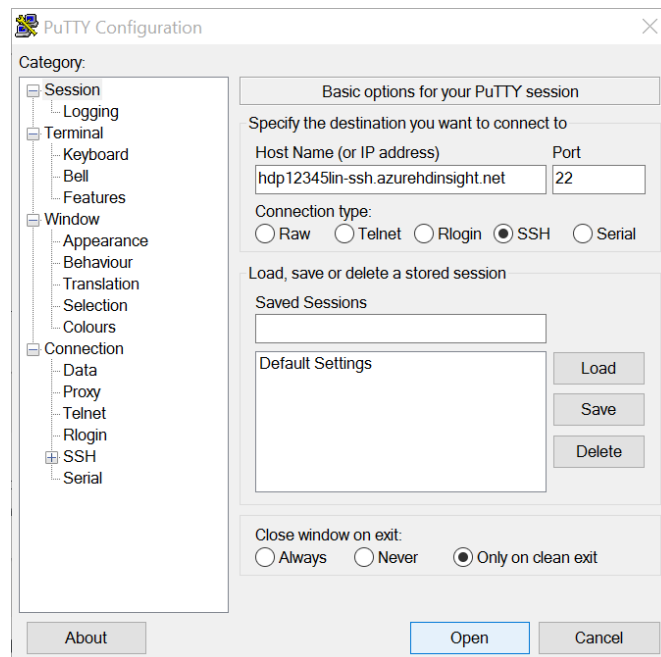 PuTTY Configuration
Category:
Session
Logging
Terminal
Keyboard
Bell
Features
Window
Appearance
Behaviour
Translation
Selection
Colours
Connection
Data
Proxy
Telnet
Rlogin
SSH
Serial
Basic options for your PuTTY session
Specify the destination you want to connect to
Host Name (or IP address) Port
hdp12345lin-ssh.azurehdinsight.net 22
Connection type:
Raw Telnet Rlogin SSH Serial
Load, save or delete a stored session
Saved Sessions
Default Settings Load
Save
Delete
Close window on exit:
Always Never Only on clean exit
About Open Cancel